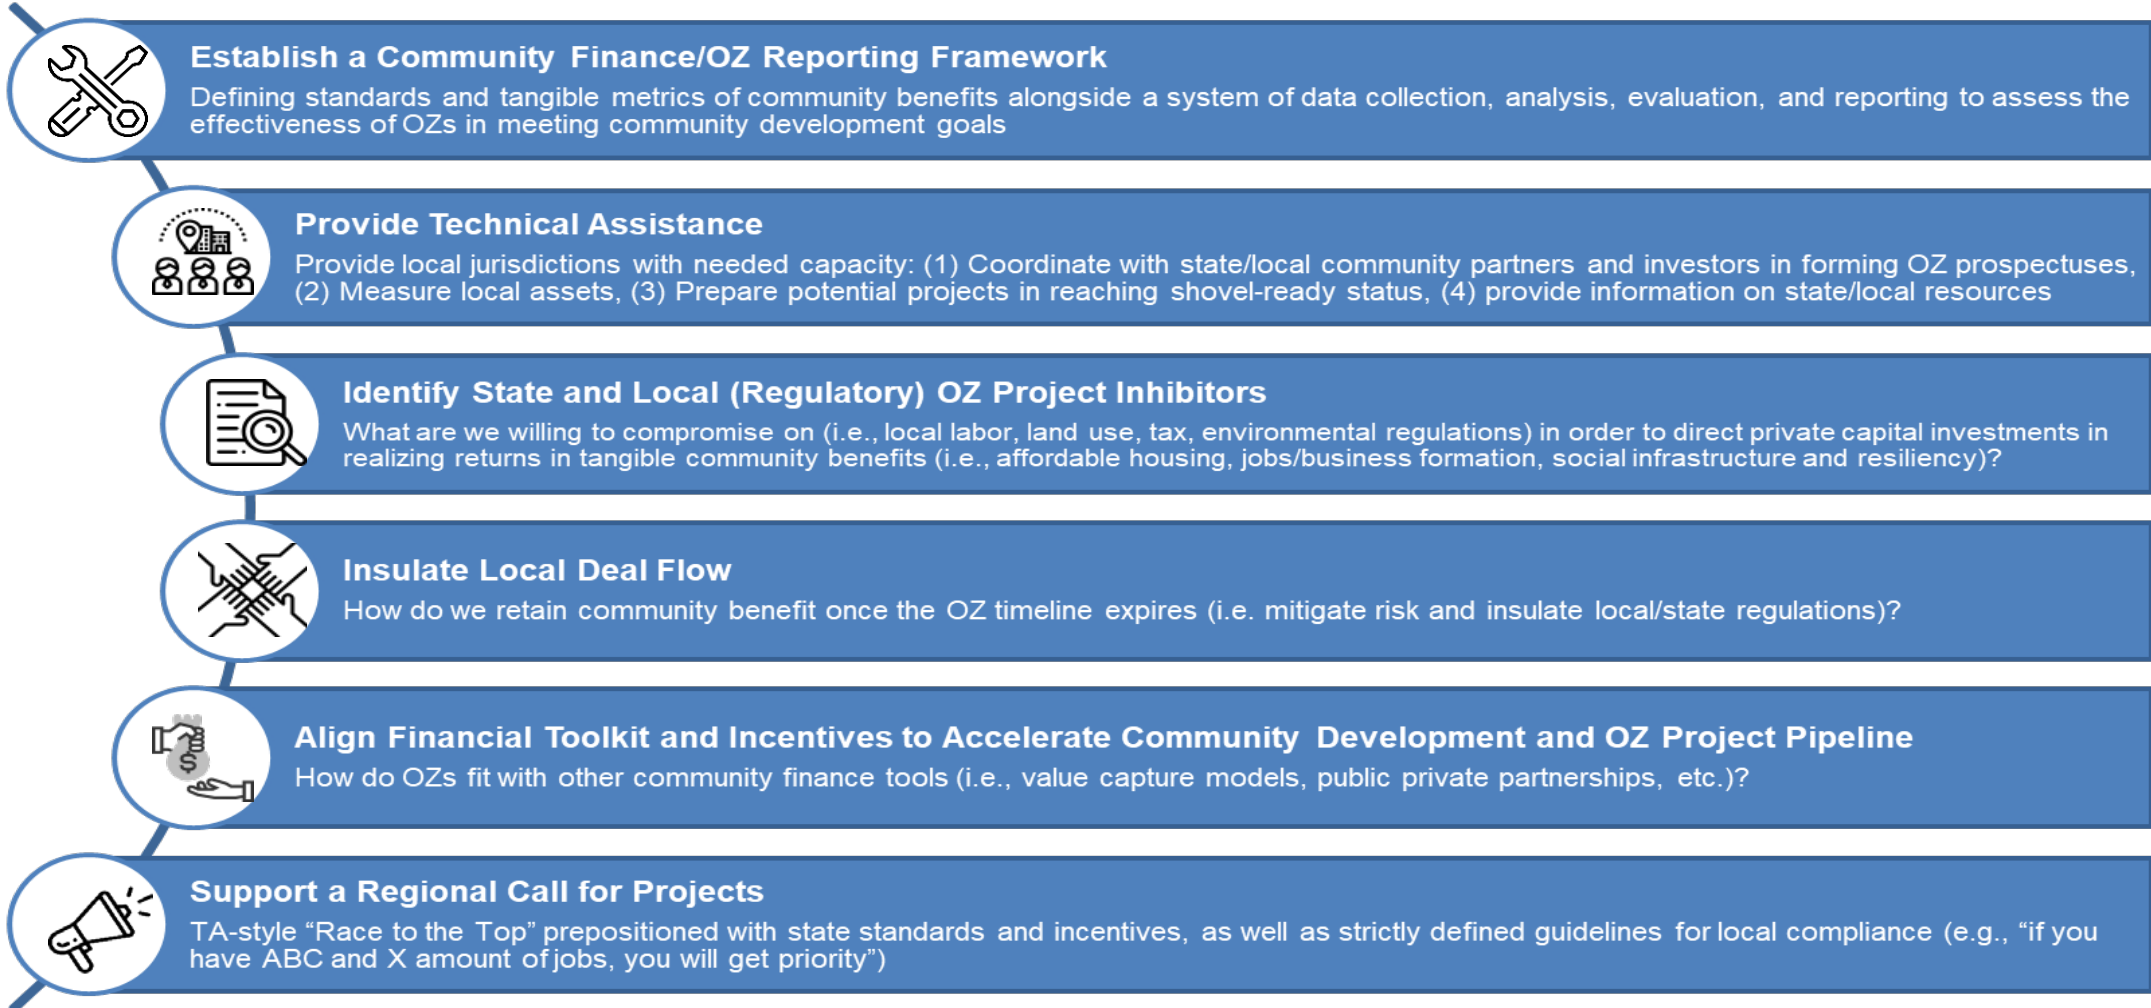 Establish a Community Finance/OZ Reporting Framework
Defining standards and tangible metrics of community benefits alongside a system of data collection, analysis, evaluation, and reporting to assess the
effectiveness of OZs in meeting community development goals
Provide Technical Assistance
Provide local jurisdictions with needed capacity: (1) Coordinate with state/local community partners and investors in forming OZ prospectuses,
(2) Measure local assets, (3) Prepare potential projects in reaching shovel-ready status, (4) provide information on state/local resources
Identify State and Local (Regulatory) OZ Project Inhibitors
What are we willing to compromise on (i.e., local labor, land use, tax, environmental regulations) in order to direct private capital investments in
realizing returns in tangible community benefits (i.e., affordable housing, jobs/business formation, social infrastructure and resiliency)?
Insulate Local Deal Flow
How do we retain community benefit once the OZ timeline expires (i.e. mitigate risk and insulate local/state regulations)?
$
Align Financial Toolkit and Incentives to Accelerate Community Development and OZ Project Pipeline
How do OZs fit with other community finance tools (i.e., value capture models, public private partnerships, etc.)?
Support a Regional Call for Projects
TA-style “Race to the Top” prepositioned with state standards and incentives, as well as strictly defined guidelines for local compliance (e.g., “if you
have ABC and X amount of jobs, you will get priority”)